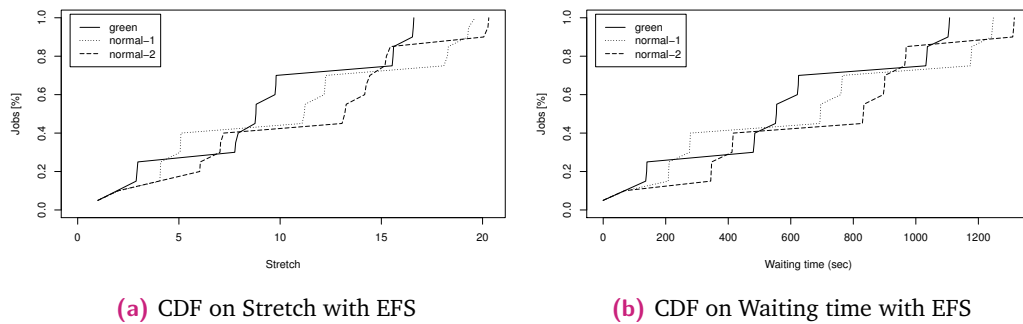 green
normal−1
normal−2
Jobs [%]
0.0
0.2
0.4
0.6
0.8
1.0
0
5
10
15
20
Stretch
(a) CDF on Stretch with EFS
green
normal−1
normal−2
Jobs [%]
0.0
0.2
0.4
0.6
0.8
1.0
0
200
400
600
800
1000
1200
Waiting time (sec)
(b) CDF on Waiting time with EFS